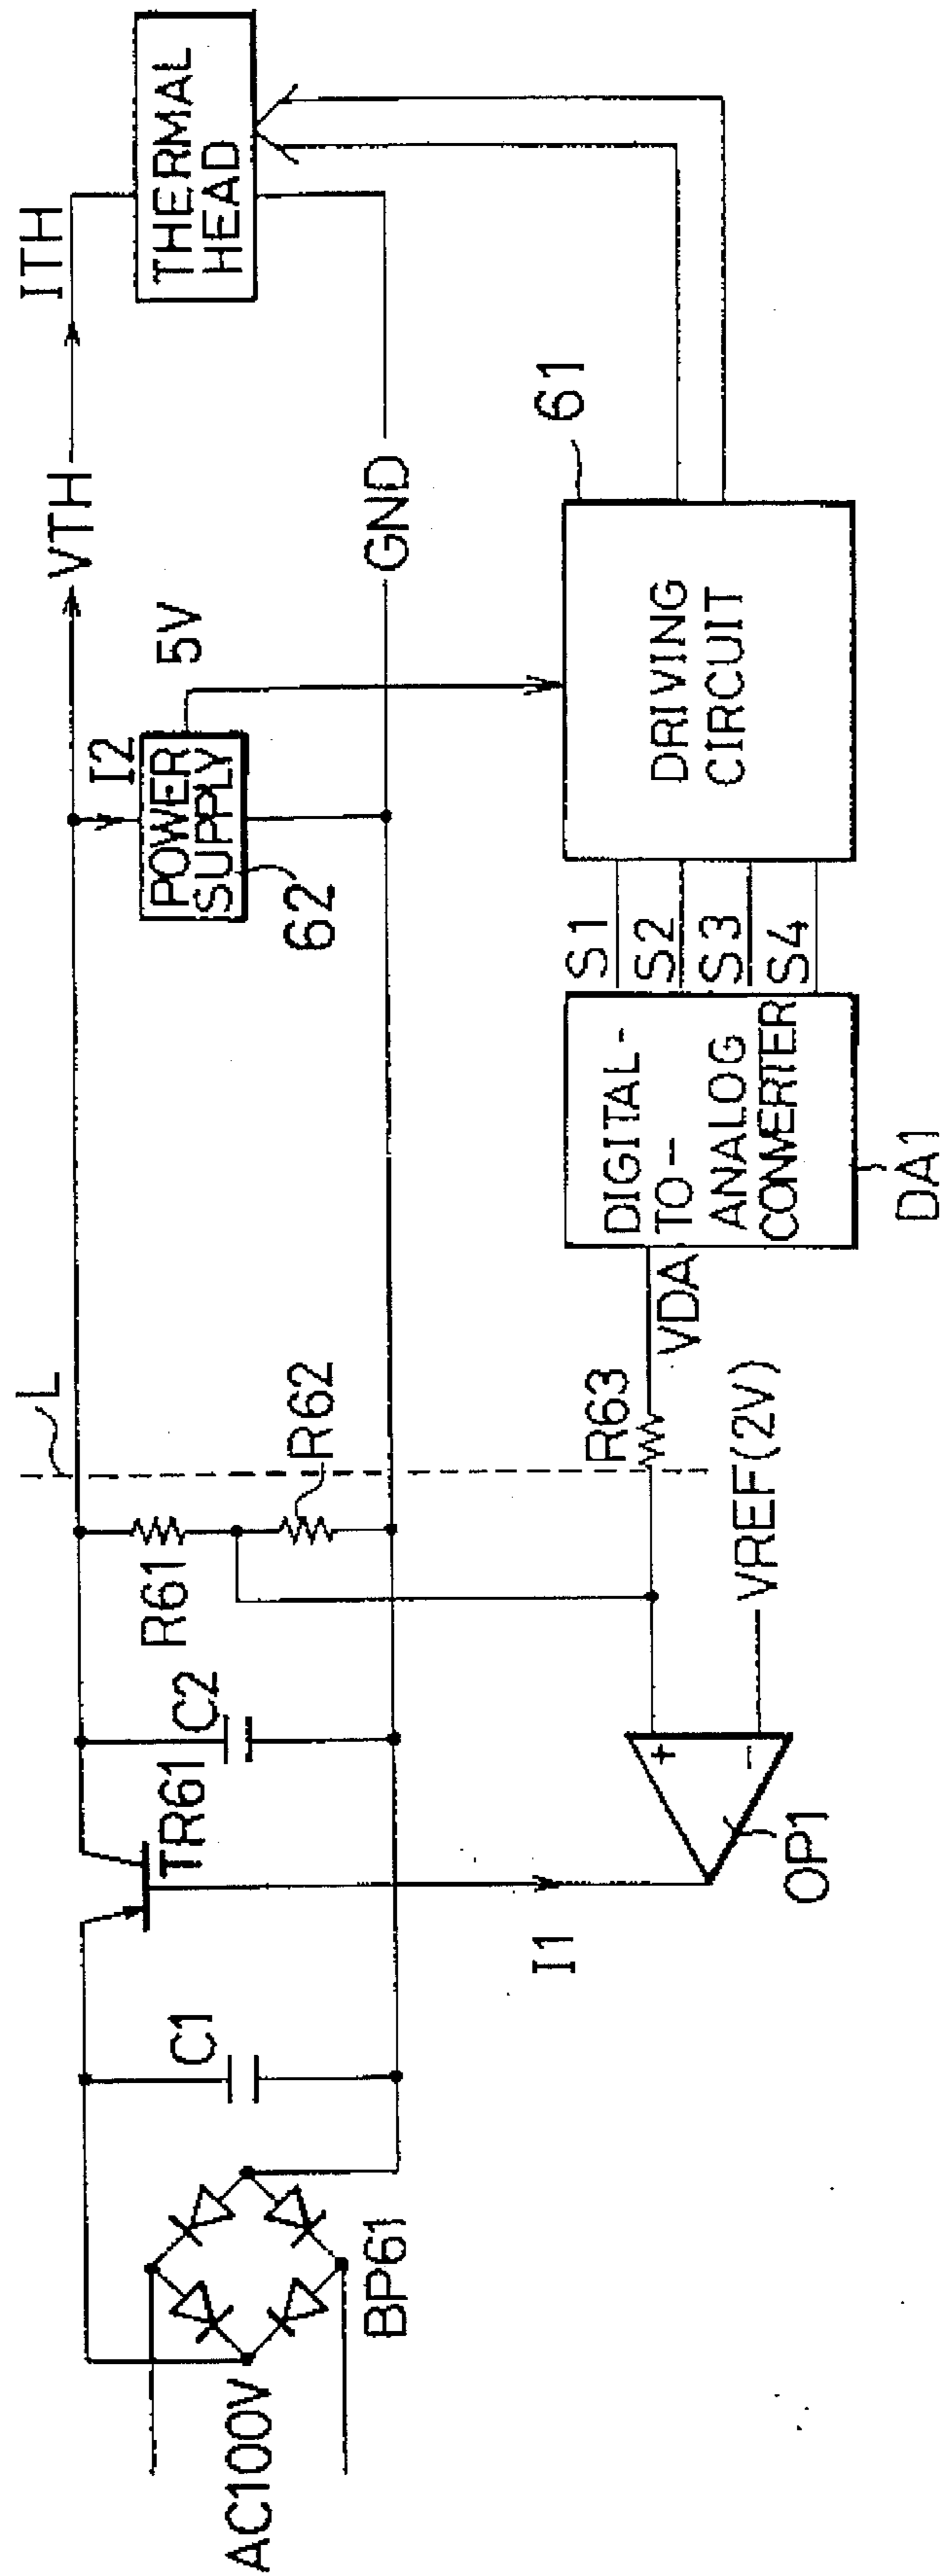 AC100V
BP61
C1
TR61
I1
C2
R61
R62
L
OP1
VREF(2V)
R63
VDA
DIGITAL-
TO-
ANALOG
CONVERTER
DA1
S1
S2
S3
S4
DRIVING
CIRCUIT
61
POWER
SUPPLY
62
I2
5V
VTH
GND
ITH
THERMAL
HEAD
+
-